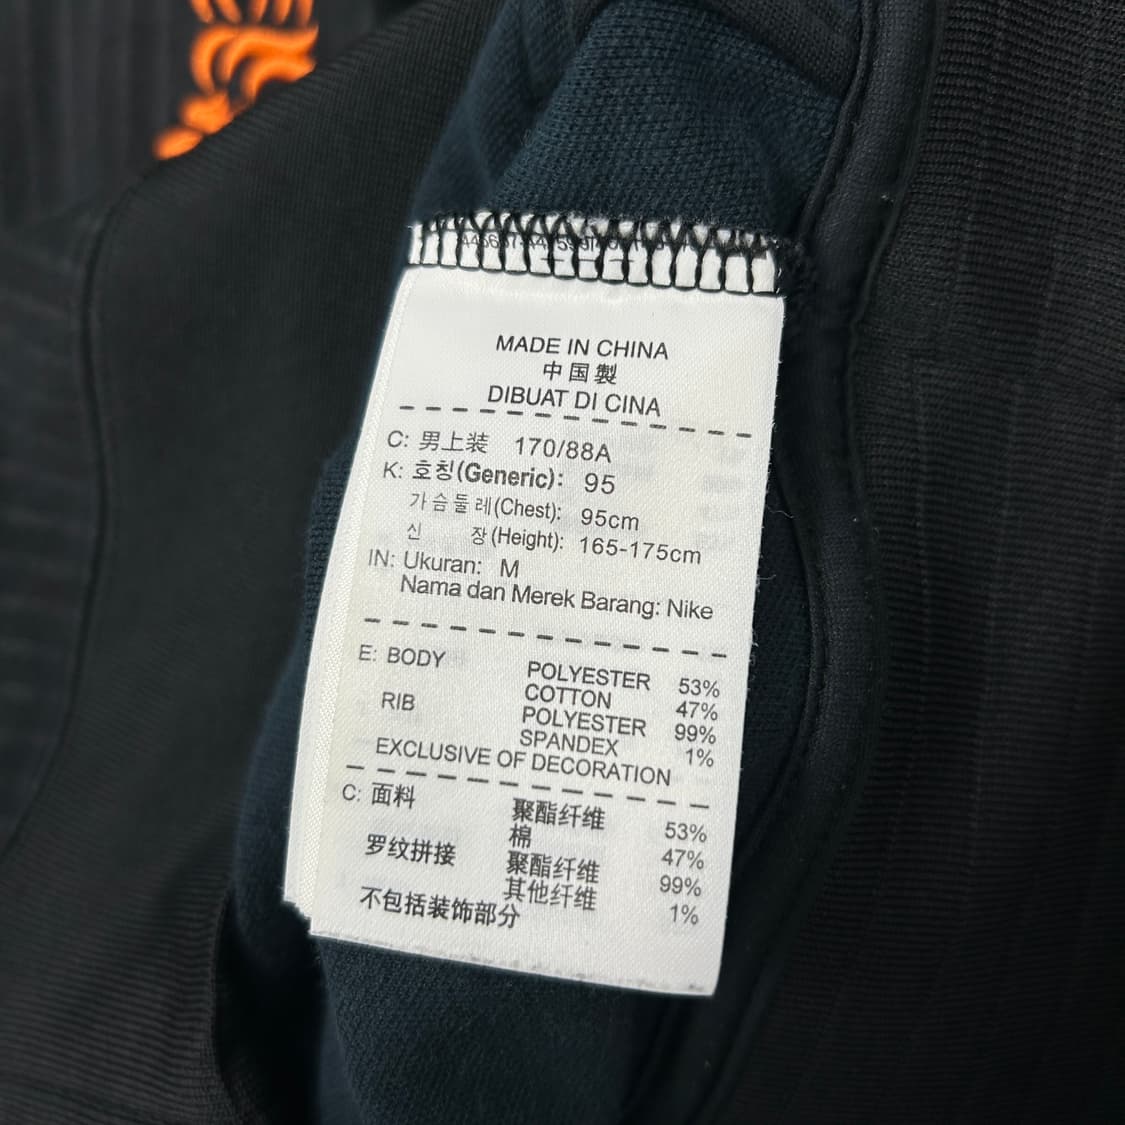 MADE IN CHINA
中国製
DIBUAT DI CINA
C: 男上装 170/88A
K: 호칭(Generic): 95
가슴둘레(Chest): 95cm
신 장(Height): 165-175cm
IN: Ukuran: M
Nama dan Merek Barang: Nike
E: BODY POLYESTER 53%
COTTON 47%
RIB POLYESTER 99%
SPANDEX 1%
EXCLUSIVE OF DECORATION
C: 面料 聚酯纤维 53%
棉 47%
罗纹拼接 聚酯纤维 99%
其他纤维 1%
不包括装饰部分